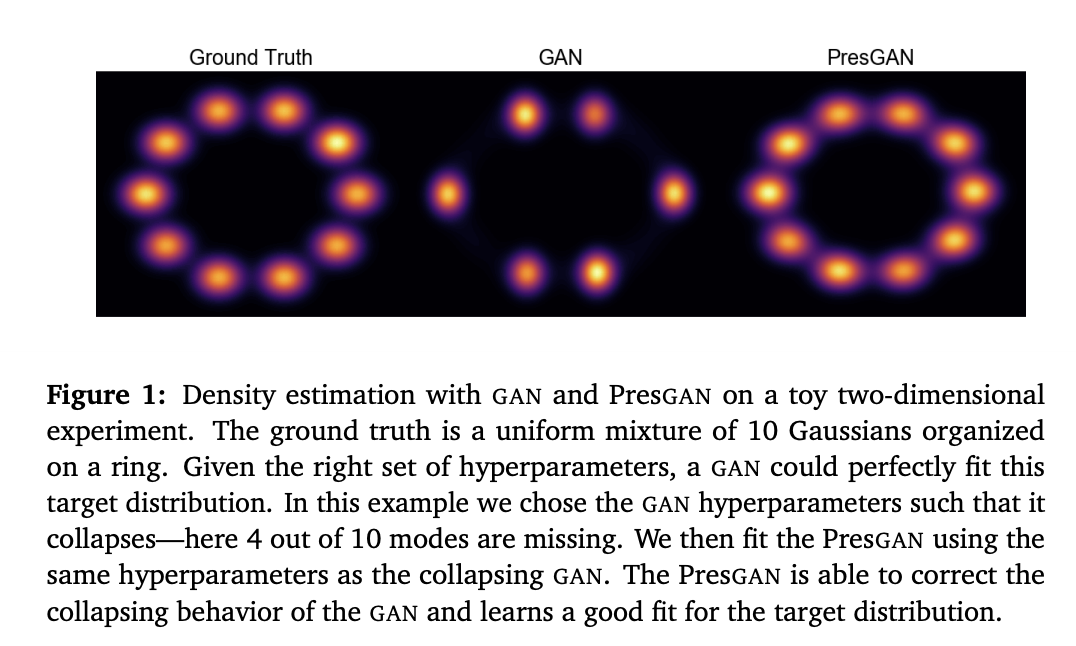 Ground Truth GAN PresGAN
Figure 1: Density estimation with GAN and PresGAN on a toy two-dimensional
experiment. The ground truth is a uniform mixture of 10 Gaussians organized
on a ring. Given the right set of hyperparameters, a GAN could perfectly fit this
target distribution. In this example we chose the GAN hyperparameters such that it
collapses—here 4 out of 10 modes are missing. We then fit the PresGAN using the
same hyperparameters as the collapsing GAN. The PresGAN is able to correct the
collapsing behavior of the GAN and learns a good fit for the target distribution.